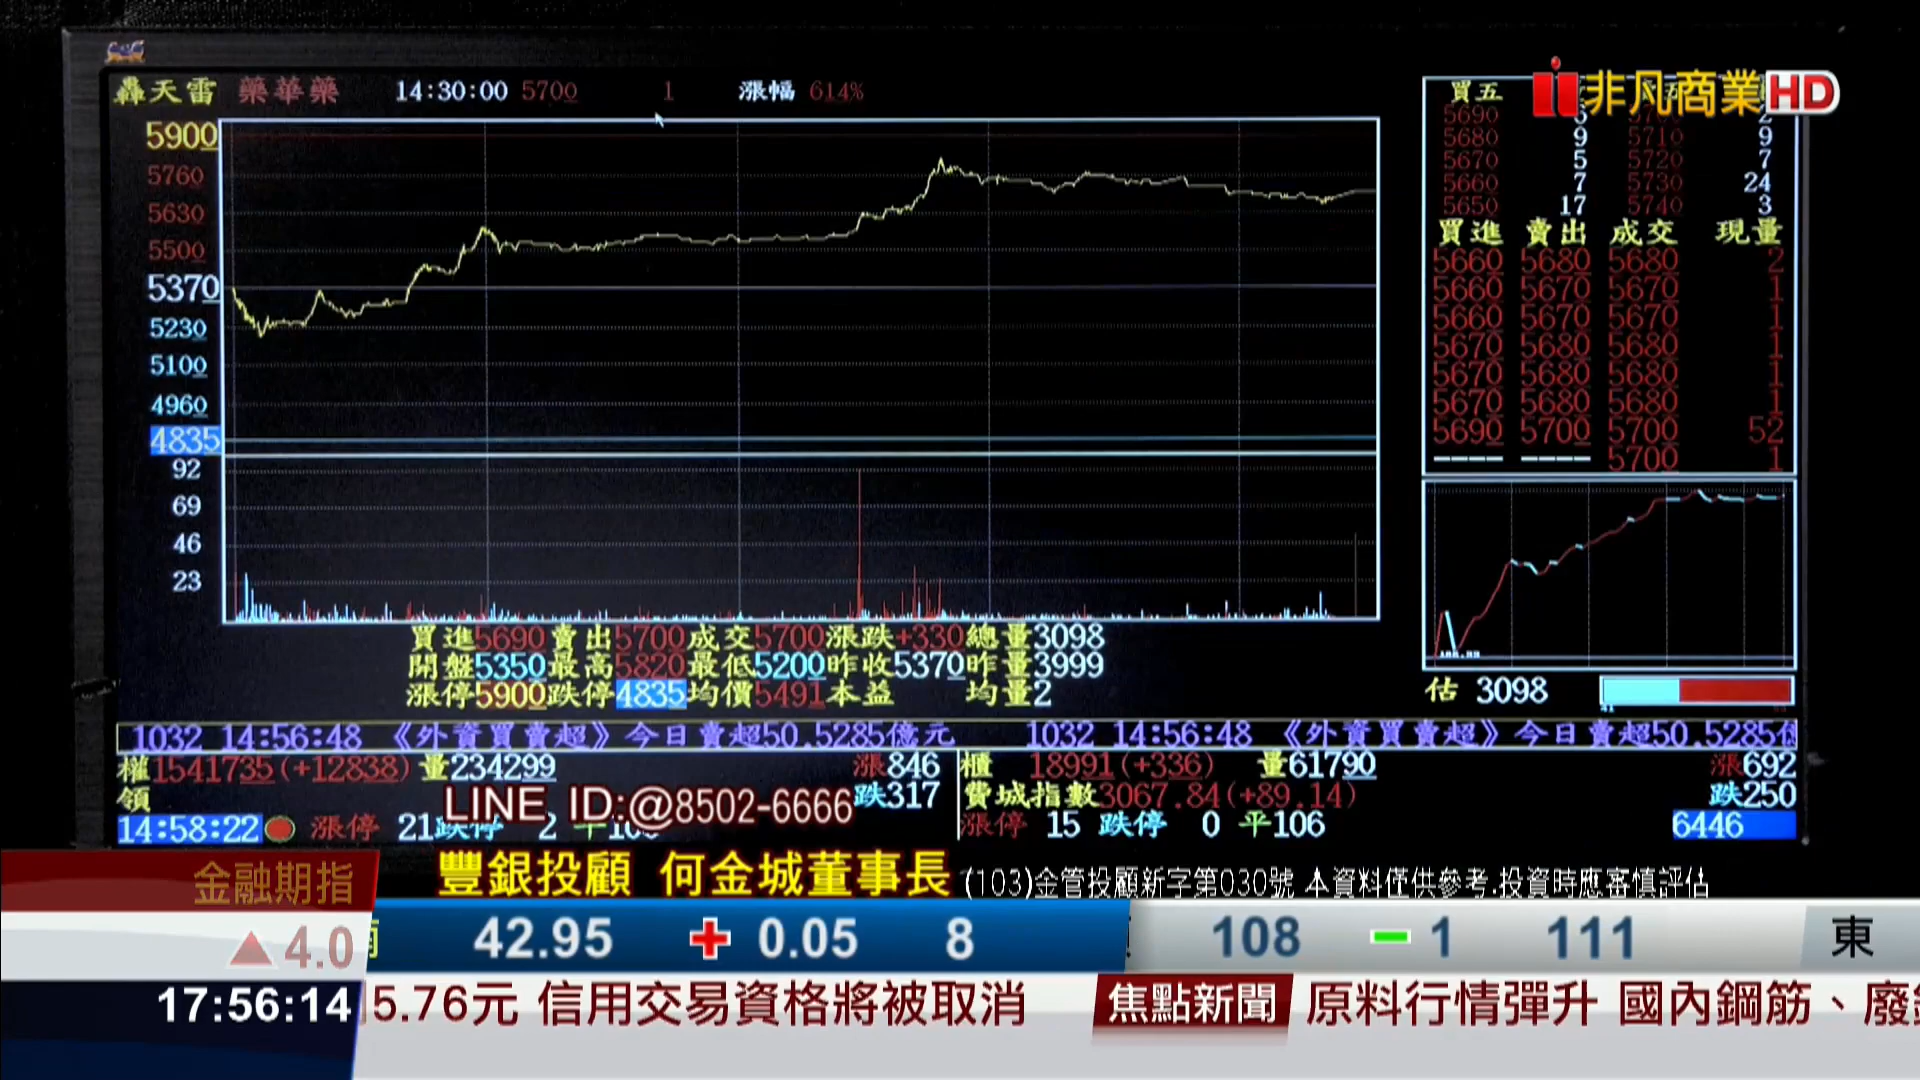 轟天雷 藥華藥 14:30:00 5700 1 漲幅 6.14%
非凡商業HD
5900
5760
5630
5500
5370
5230
5100
4960
4835
92
69
46
23
買五
5690
5680 9 5710 9
5670 5 5720 7
5660 7 5730 24
5650 17 5740 3
買進 賣出 成交 現量
5660 5680 5680 2
5660 5670 5670 1
5660 5670 5670 1
5670 5680 5680 1
5670 5680 5680 1
5670 5680 5680 1
5690 5700 5700 52
---- ---- 5700 1
買進5690賣出5700成交5700漲跌+330總量3098
開盤5350最高5820最低5200昨收5370昨量3999
漲停5900跌停4835均價5491本益 均量2
估 3098
1032 14:56:48 《外資買賣超》今日賣超50.5285億元 1032 14:56:48 《外資買賣超》今日賣超50.5285億
權1541735(+12838) 量234299 漲846
領 跌317
14:58:22 漲停 21跌停 2 平
櫃 18991(+336) 量61790 漲692
費城指數3067.84(+89.14) 跌250
漲停 15 跌停 0 平106 6446
LINE ID:@8502-6666
豐銀投顧 何金城董事長 (103)金管投顧新字第030號 本資料僅供參考.投資時應審慎評估
金融期指
▲4.0
42.95 + 0.05 8 108 - 1 111 東
17:56:14
5.76元 信用交易資格將被取消 焦點新聞 原料行情彈升 國內鋼筋、廢